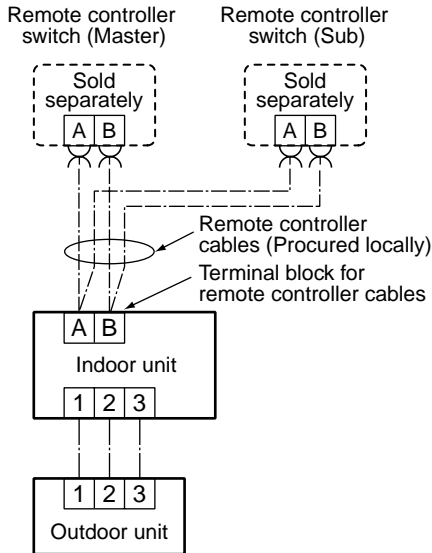 Remote controller
switch (Master)
Remote controller
switch (Sub)
Sold
separately
A B
Sold
separately
A B
Remote controller
cables (Procured locally)
Terminal block for
remote controller cables
A B
Indoor unit
1 2 3
1 2 3
Outdoor unit